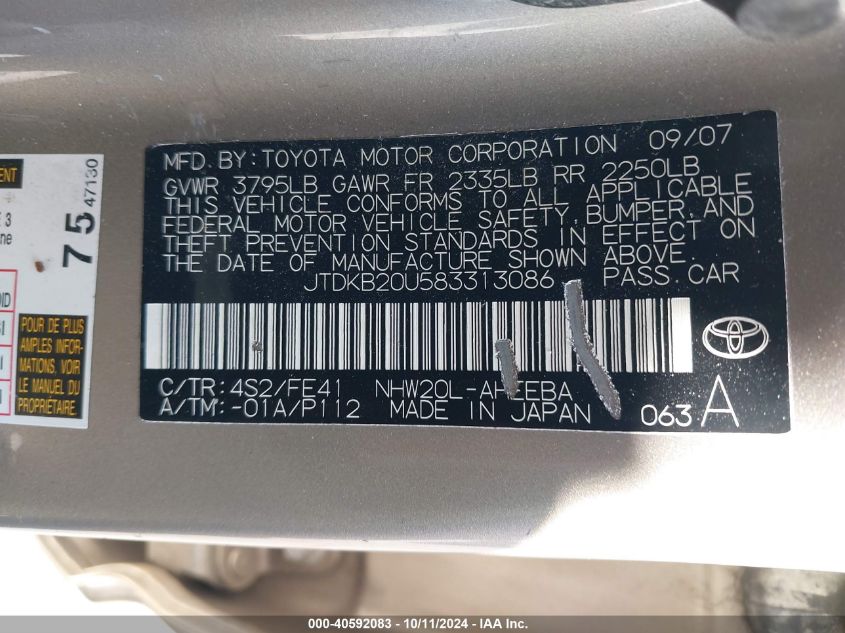 MFD. BY: TOYOTA MOTOR CORPORATION 09/07
GVWR 3795LB GAWR FR 2335LB RR 2250LB
THIS VEHICLE CONFORMS TO ALL APPLICABLE
FEDERAL MOTOR VEHICLE SAFETY, BUMPER, AND
THEFT PREVENTION STANDARDS IN EFFECT ON
THE DATE OF MANUFACTURE SHOWN ABOVE.
JTDKB20U583313086 PASS.CAR
C/TR: 4S2/FE41 NHW20L-AHEEBA
A/TM: -01A/P112 MADE IN JAPAN 063 A
75
47130
POUR DE PLUS
AMPLES INFOR-
MATIONS, VOIR
LE MANUEL DU
PROPRIÉTAIRE.
000-40592083 - 10/11/2024 - IAA Inc.